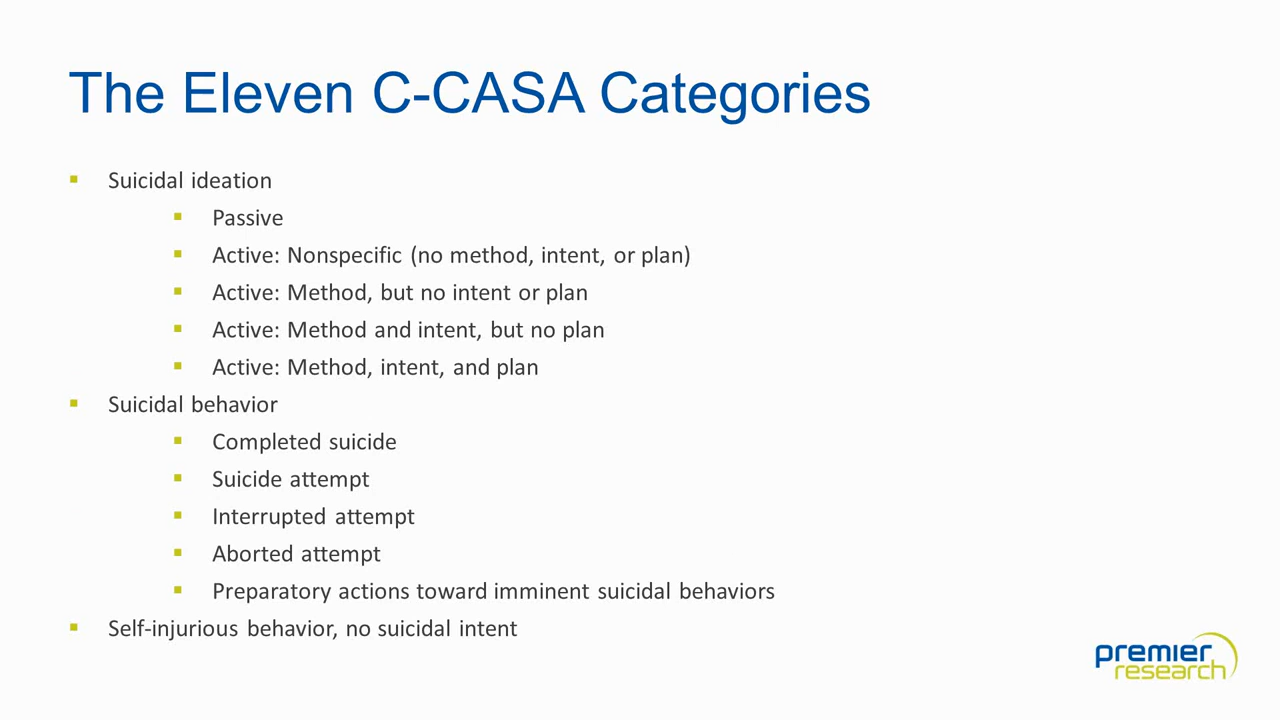 The Eleven C-CASA Categories
Suicidal ideation
Passive
Active: Nonspecific (no method, intent, or plan)
Active: Method, but no intent or plan
Active: Method and intent, but no plan
Active: Method, intent, and plan
Suicidal behavior
Completed suicide
Suicide attempt
Interrupted attempt
Aborted attempt
Preparatory actions toward imminent suicidal behaviors
Self-injurious behavior, no suicidal intent
premier
research